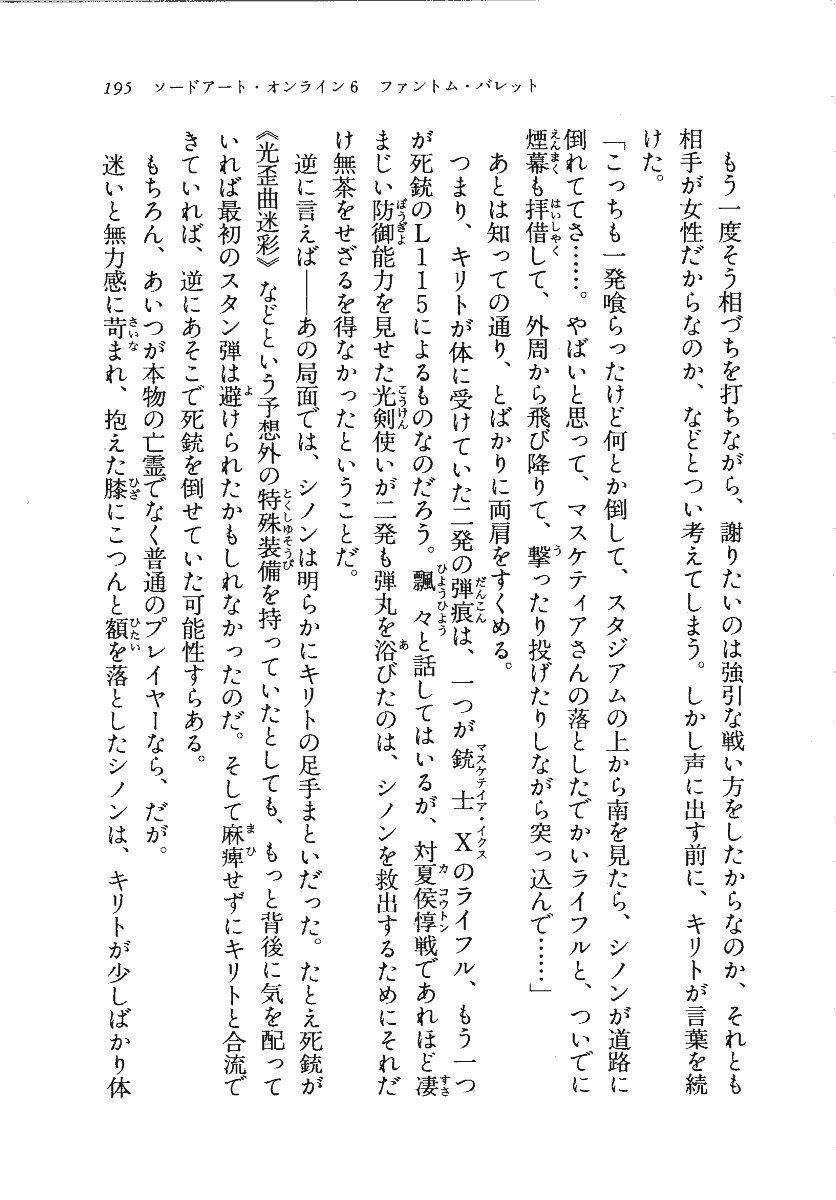 195　ソードアート・オンライン6　ファントム・バレット
　もう一度そう相づちを打ちながら、謝りたいのは強引な戦い方をしたからなのか、それとも
相手が女性だからなのか、などとつい考えてしまう。しかし声に出す前に、キリトが言葉を続
けた。
「こっちも一発喰らったけど何とか倒して、スタジアムの上から南を見たら、シノンが道路に
倒れててさ……。やばいと思って、マスケティアさんの落としたでかいライフルと、ついでに
煙幕も拝借して、外周から飛び降りて、撃ったり投げたりしながら突っ込んで……」
　あとは知っての通り、とばかりに両肩をすくめる。
　つまり、キリトが体に受けていた二発の弾痕は、一つが銃士Xのライフル、もう一つ
が死銃のL115によるものなのだろう。飄々と話してはいるが、対夏侯惇戦であれほど凄
まじい防御能力を見せた光剣使いが二発も弾丸を浴びたのは、シノンを救出するためにそれだ
け無茶をせざるを得なかったということだ。
　逆に言えば――あの局面では、シノンは明らかにキリトの足手まといだった。たとえ死銃が
《光歪曲迷彩》などという予想外の特殊装備を持っていたとしても、もっと背後に気を配って
いれば最初のスタン弾は避けられたかもしれなかったのだ。そして麻痺せずにキリトと合流で
きていれば、逆にあそこで死銃を倒せていた可能性すらある。
　もちろん、あいつが本物の亡霊でなく普通のプレイヤーなら、だが。
　迷いと無力感に苛まれ、抱えた膝にこつんと額を落としたシノンは、キリトが少しばかり体